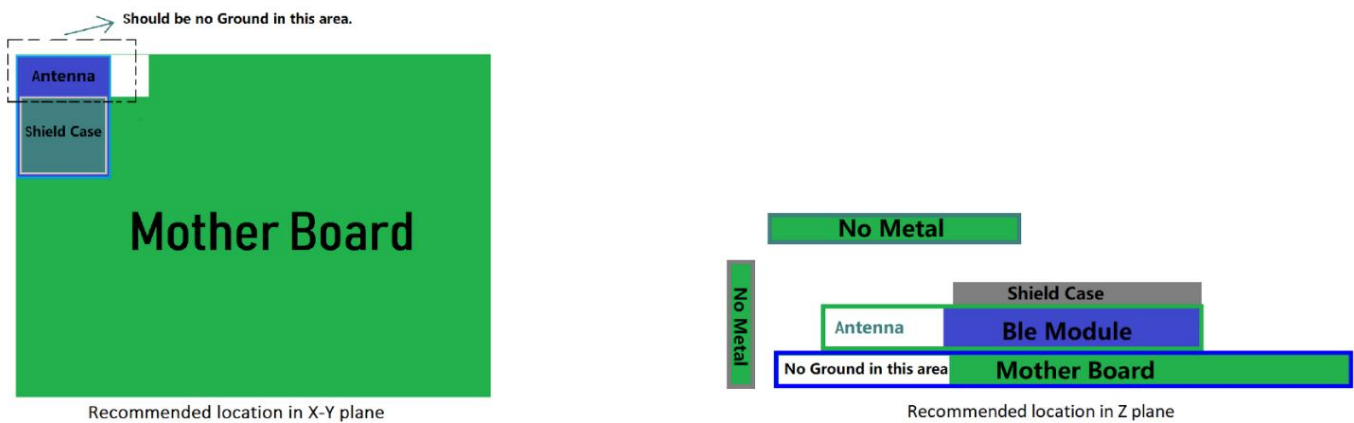 Should be no Ground in this area.
Antenna
Shield Case
Mother Board
Recommended location in X-Y plane
No Metal
No Metal
Shield Case
Antenna
Ble Module
No Ground in this area
Mother Board
Recommended location in Z plane